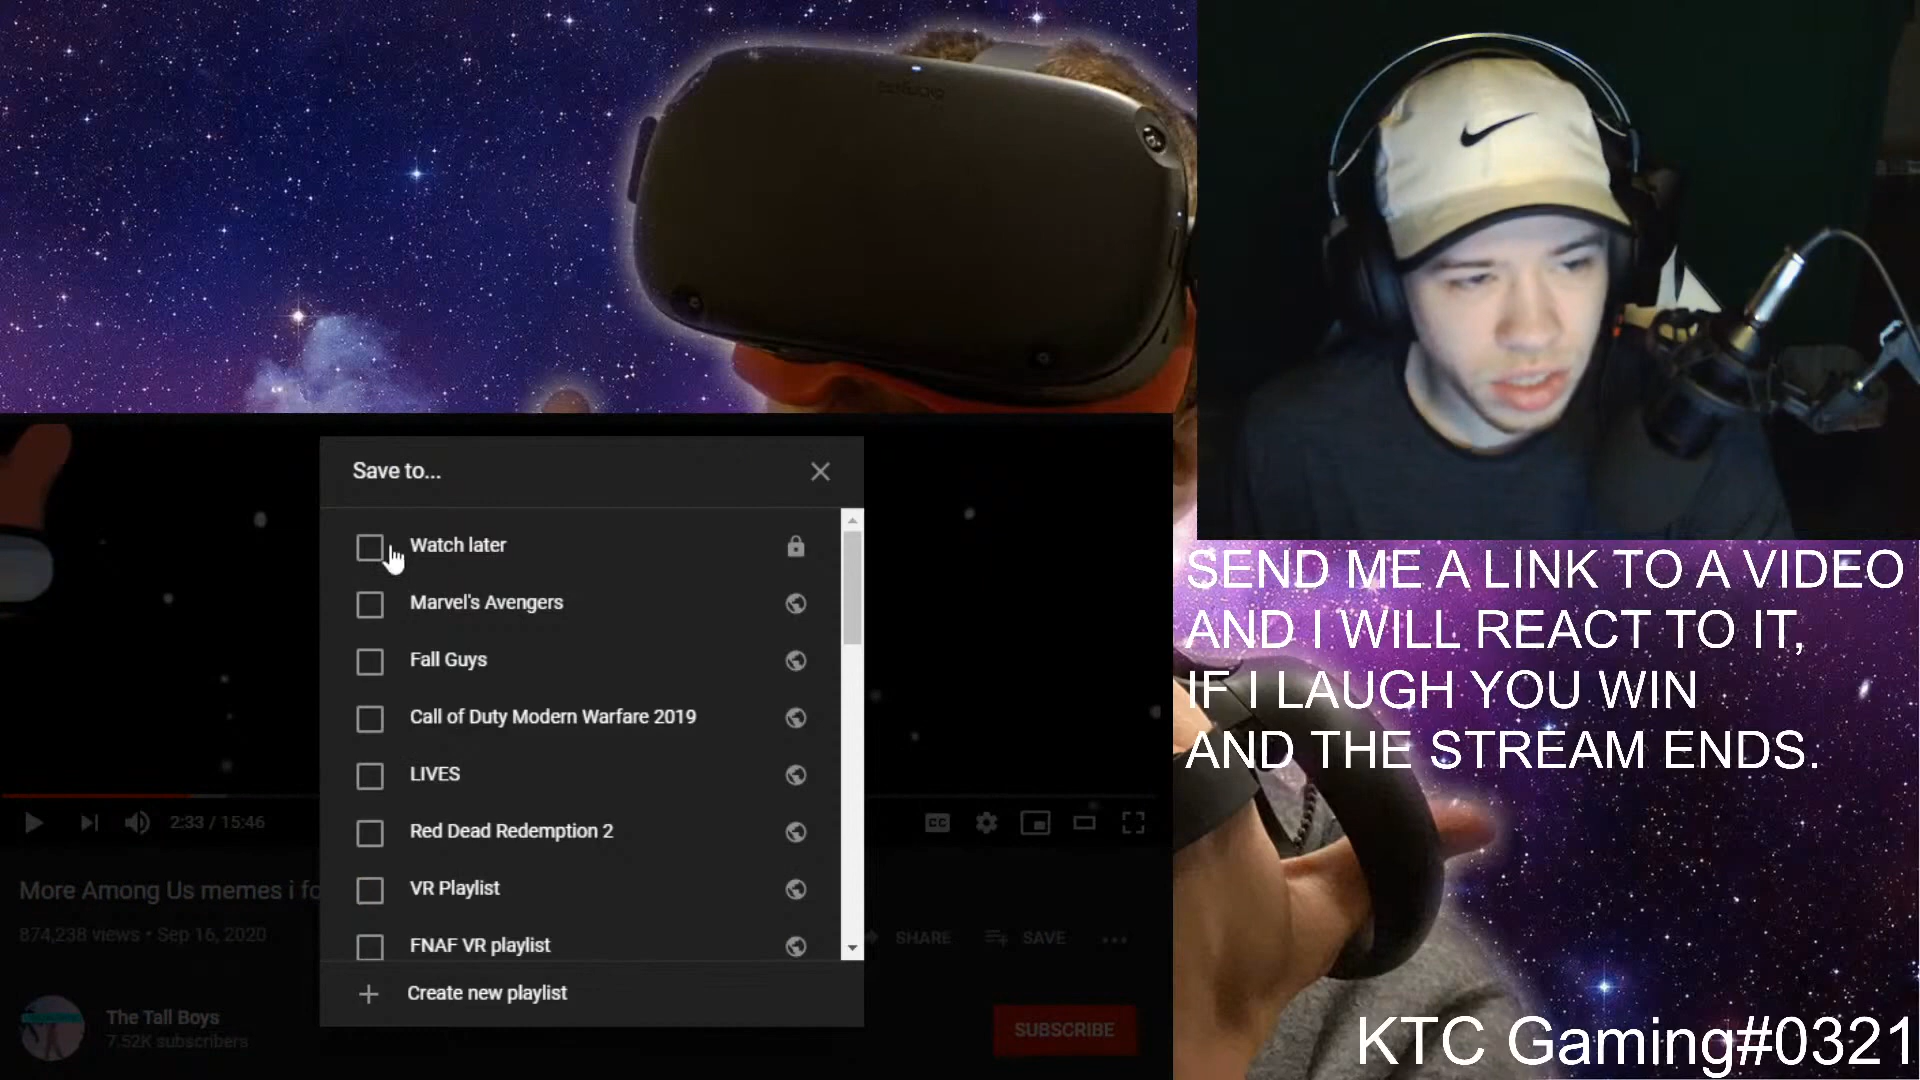 Save to...
Watch later
Marvel's Avengers
Fall Guys
Call of Duty Modern Warfare 2019
LIVES
Red Dead Redemption 2
VR Playlist
FNAF VR playlist
Create new playlist
2:33 / 15:46
CC
More Among Us memes i fo
874,238 views • Sep 16, 2020
SHARE
SAVE
The Tall Boys
7.52K subscribers
SUBSCRIBE
SEND ME A LINK TO A VIDEO
AND I WILL REACT TO IT,
IF I LAUGH YOU WIN
AND THE STREAM ENDS.
KTC Gaming#0321